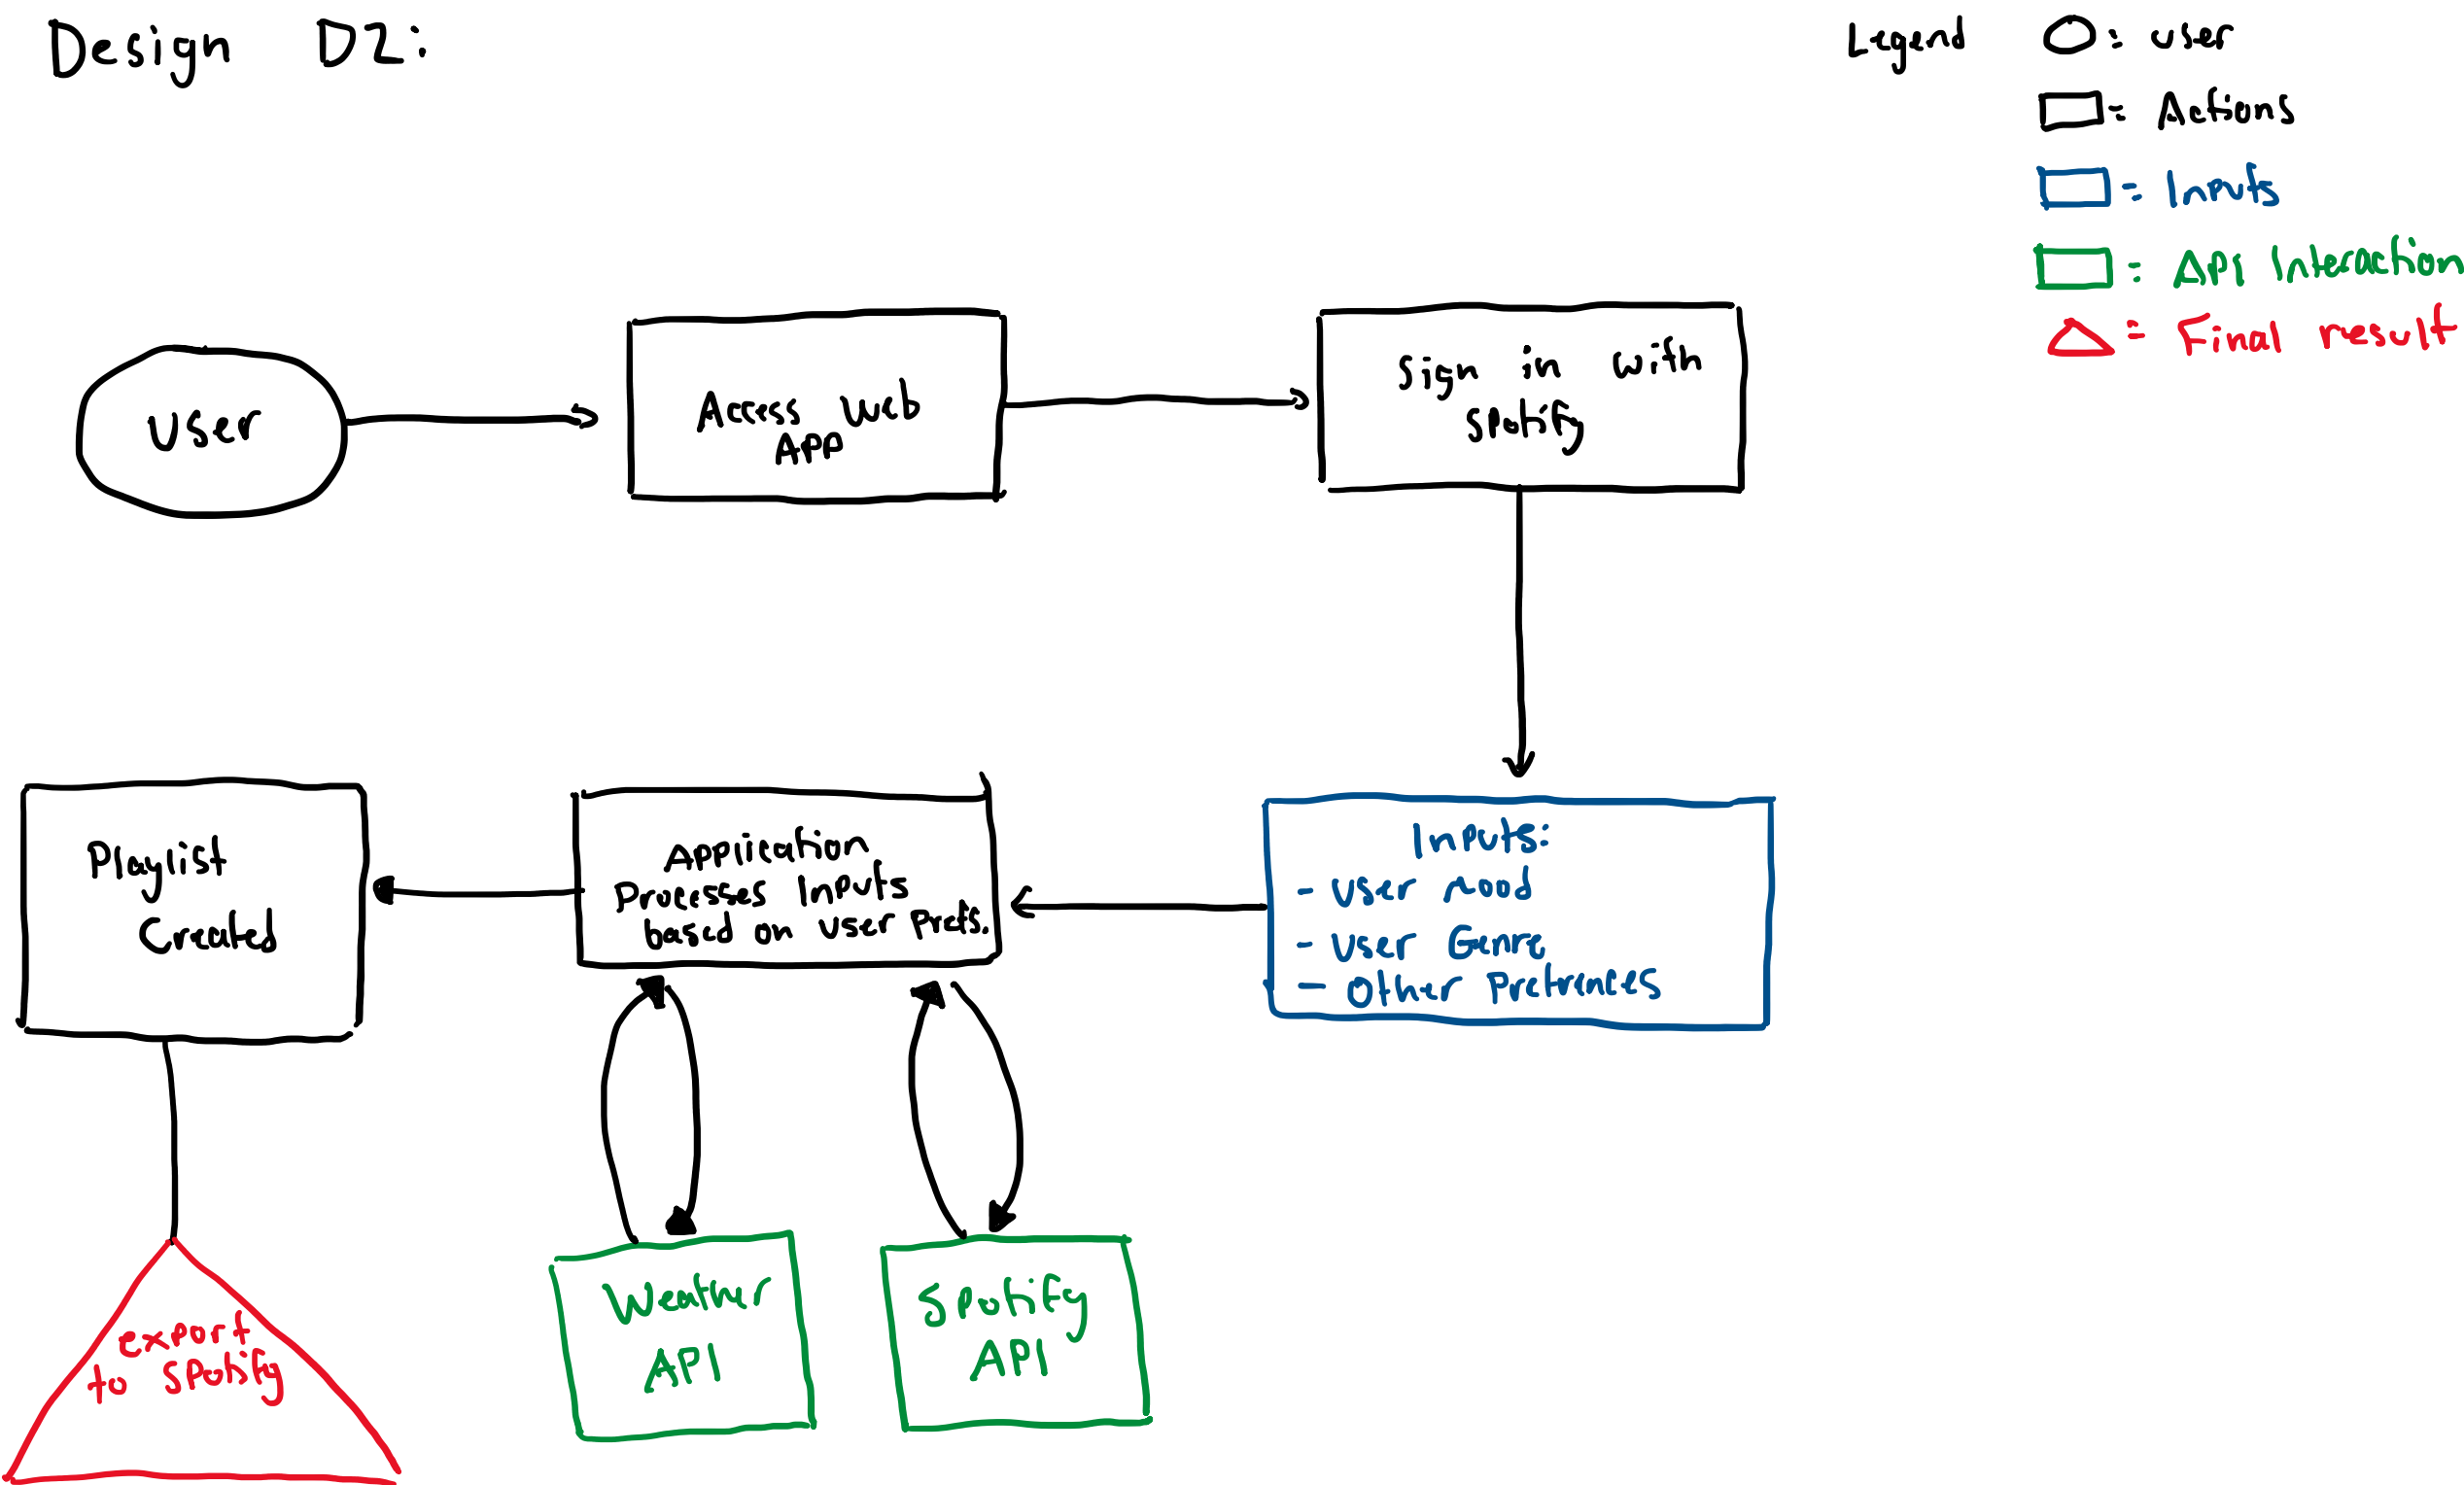 Design D2:
Legend O = user
= Actions
= Inputs
= API Interaction
= Final result
User
Access Web
APP
Sign in with
Spotify
Playlist
Created
Application
Processes inputs
based on user prefs.
Inputs:
- user mood
- user Genre
- other prefrences
export
to spotify
Weather
API
Spotify
API